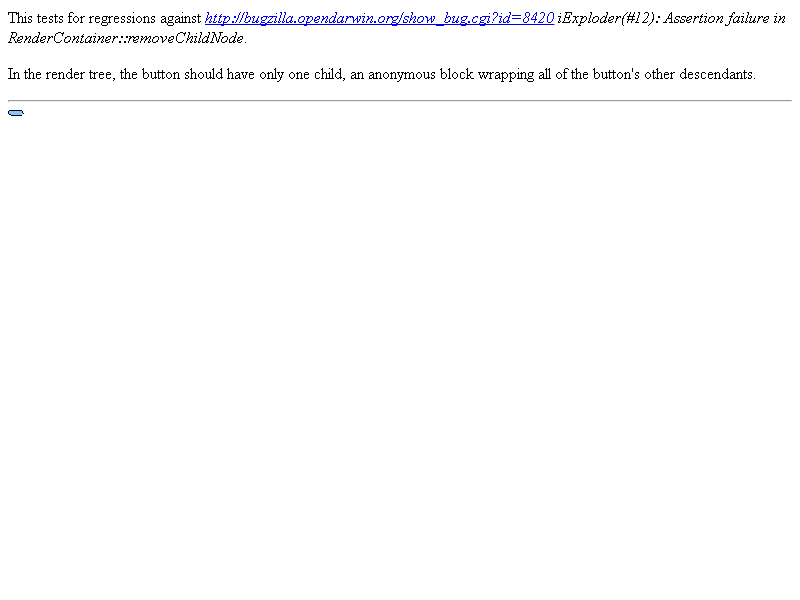 This tests for regressions against http://bugzilla.opendarwin.org/show_bug.cgi?id=8420 iExploder(#12): Assertion failure in
RenderContainer::removeChildNode.
In the render tree, the button should have only one child, an anonymous block wrapping all of the button's other descendants.